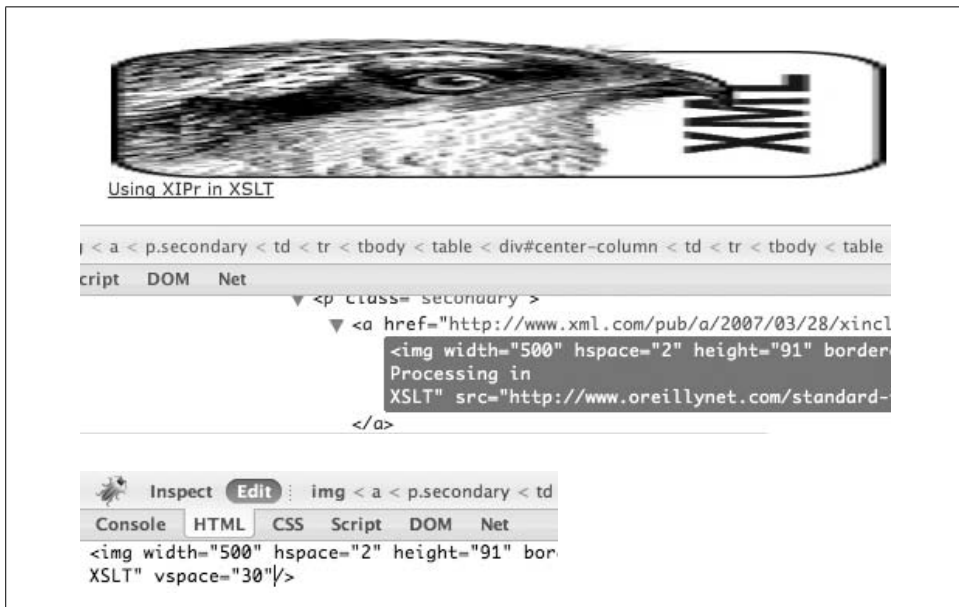 XML
Using XIPr in XSLT
< a < p.secondary < td < tr < tbody < table < div#center-column < td < tr < tbody < table
cript DOM Net
▼ <p class="secondary">
▼ <a href="http://www.xml.com/pub/a/2007/03/28/xincl
<img width="500" hspace="2" height="91" border
Processing in
XSLT" src="http://www.oreillynet.com/standard-
</a>
Inspect Edit img < a < p.secondary < td
Console HTML CSS Script DOM Net
<img width="500" hspace="2" height="91" bor
XSLT" vspace="30"/>